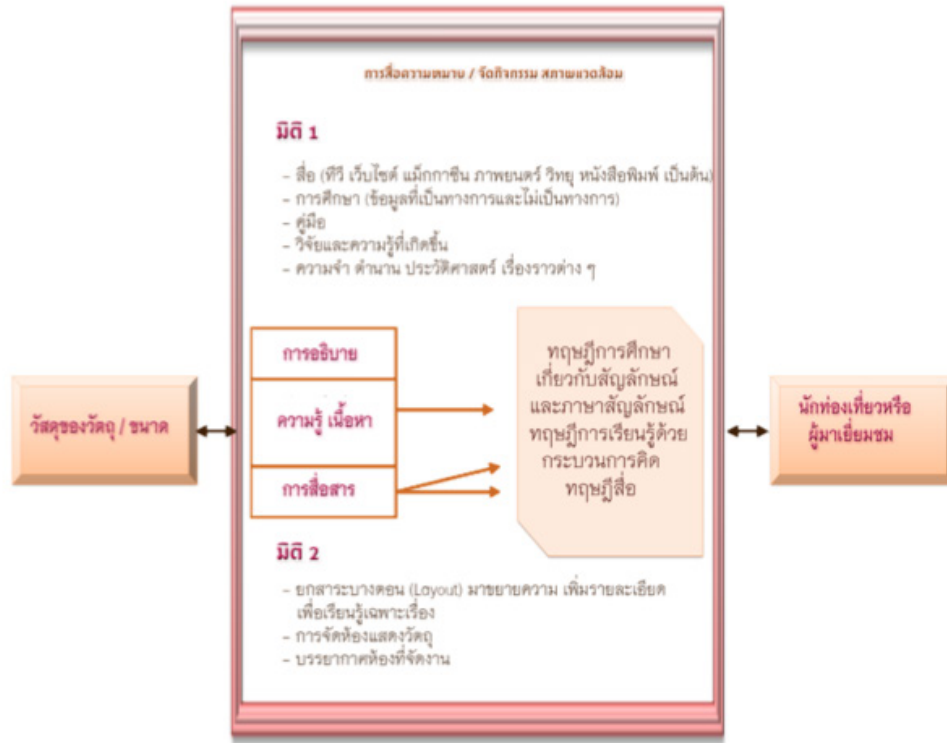 การสื่อความหมาย / จัดกิจกรรม สภาพแวดล้อม
มิติ 1
– สื่อ (ทีวี เว็บไซต์ แม็กกาซีน ภาพยนตร์ วิทยุ หนังสือพิมพ์ เป็นต้น)
– การศึกษา (ข้อมูลที่เป็นทางการและไม่เป็นทางการ)
– คู่มือ
– วิจัยและความรู้ที่เกิดขึ้น
– ความจำ ตำนาน ประวัติศาสตร์ เรื่องราวต่าง ๆ
วัสดุของวัตถุ / ขนาด
การอธิบาย
ความรู้ เนื้อหา
การสื่อสาร
ทฤษฎีการศึกษา
เกี่ยวกับสัญลักษณ์
และภาษาสัญลักษณ์
ทฤษฎีการเรียนรู้ด้วย
กระบวนการคิด
ทฤษฎีสื่อ
นักท่องเที่ยวหรือ
ผู้มาเยี่ยมชม
มิติ 2
– ยกสาระบางตอน (Layout) มาขยายความ เพิ่มรายละเอียด
เพื่อเรียนรู้เฉพาะเรื่อง
– การจัดห้องแสดงวัตถุ
– บรรยากาศห้องที่จัดงาน